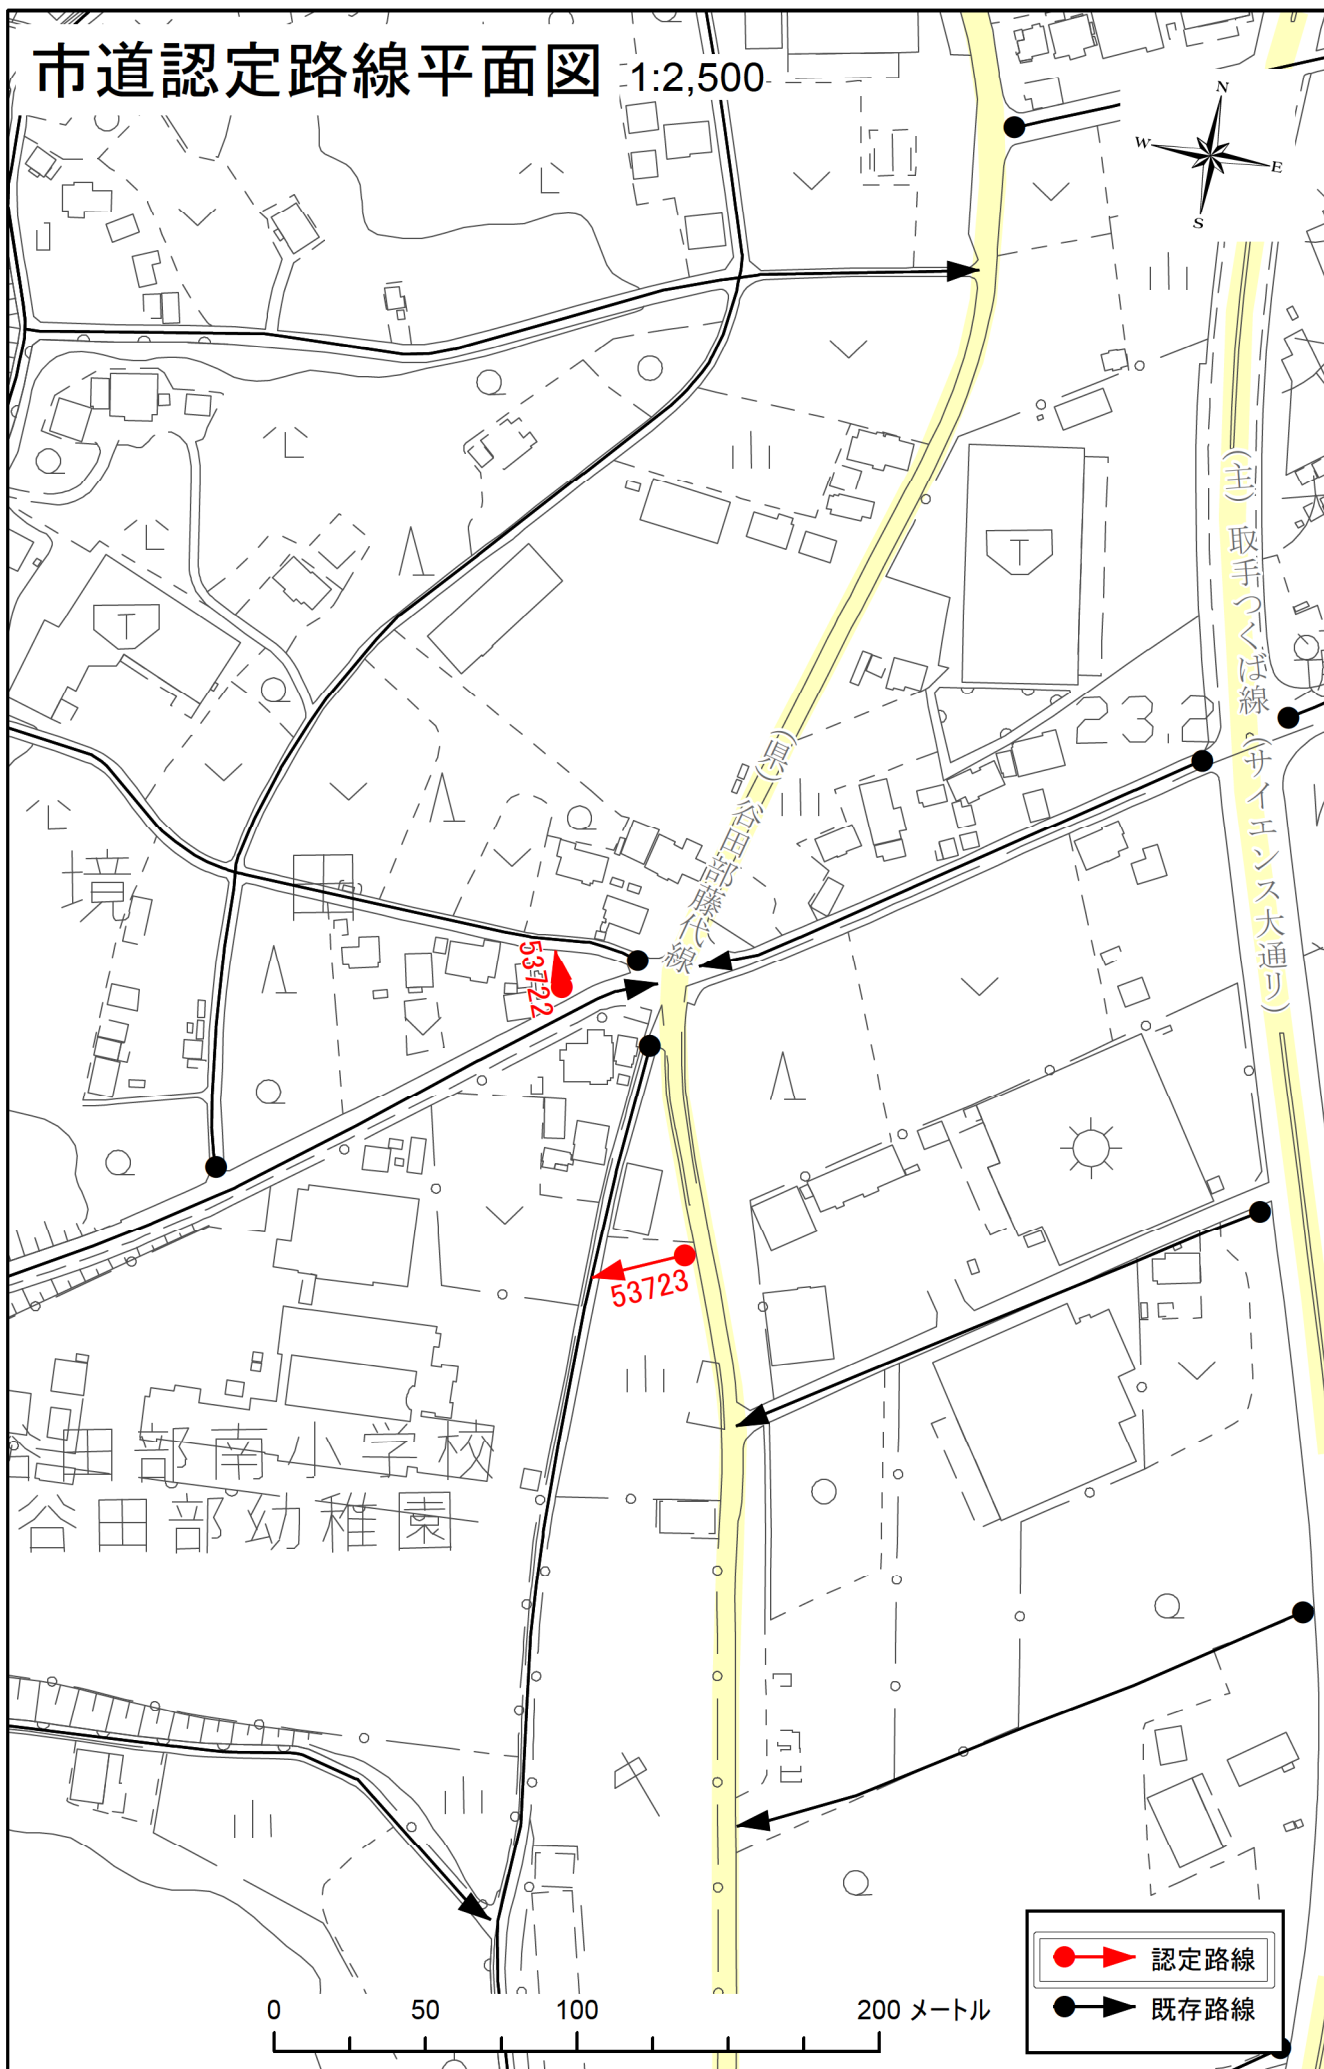 市道認定路線平面図 1:2,500
N
W
E
S
(主) 取手つくば線 (サイエンス大通り)
232
(県) 谷田部藤代線
境
田
53722
53723
谷田部南小学校
谷田部幼稚園
0 50 100 200 メートル
認定路線
既存路線